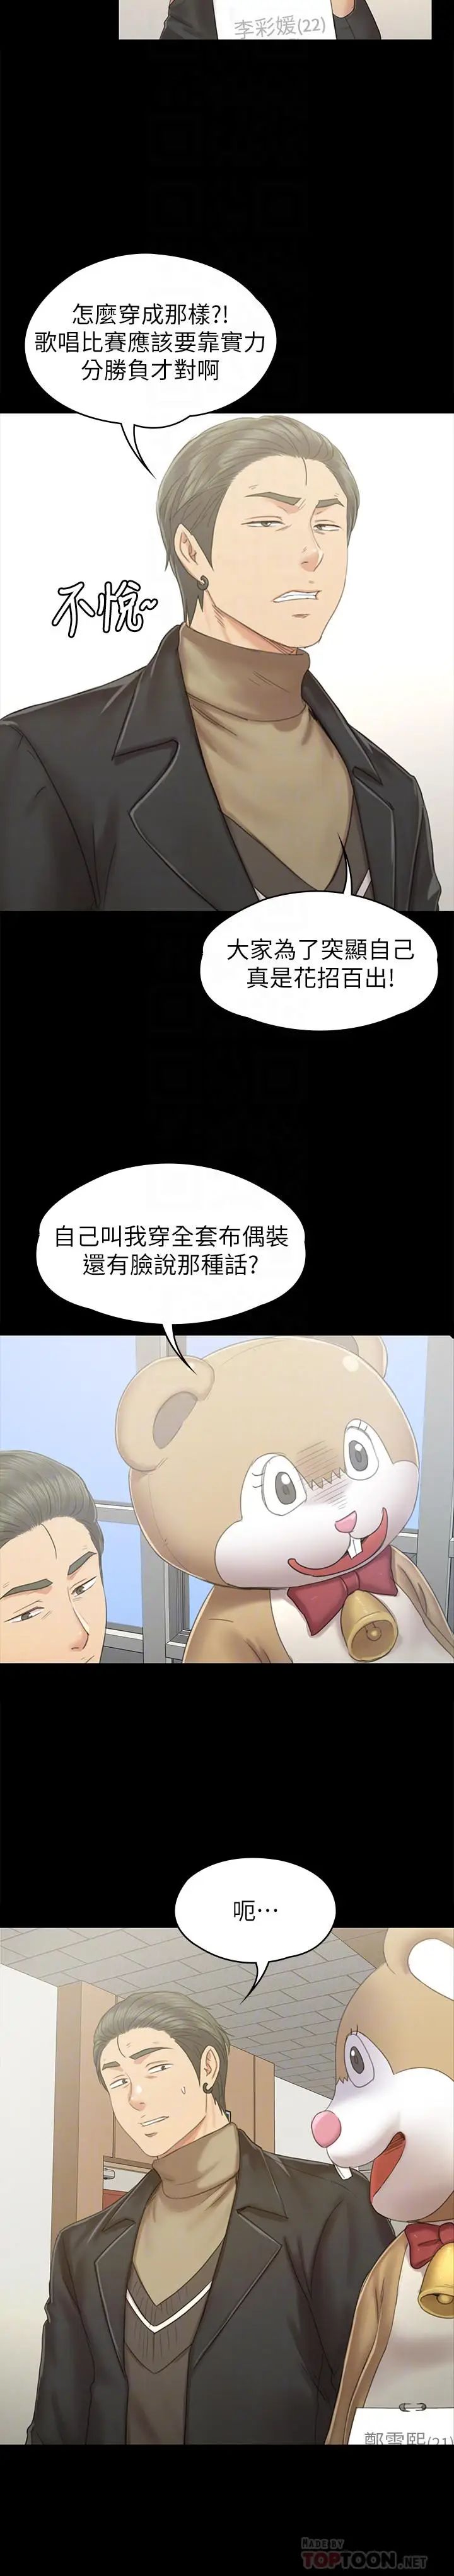 李彩媛(22)
怎麼穿成那樣?!
歌唱比賽應該要靠實力
分勝負才對啊
不悅~
大家為了突顯自己
真是花招百出!
自己叫我穿全套布偶裝
還有臉說那種話?
呃…
鄭雪熙(21)
MADE BY
TOPTOON.NET